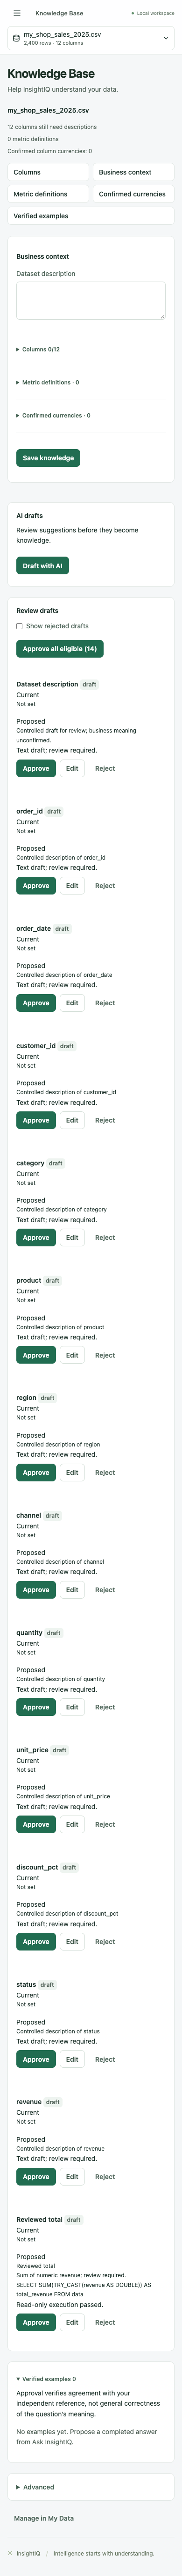 Knowledge Base
Local workspace
my_shop_sales_2025.csv
2,400 rows · 12 columns
Knowledge Base
Help InsightIQ understand your data.
my_shop_sales_2025.csv
12 columns still need descriptions
0 metric definitions
Confirmed column currencies: 0
Columns
Business context
Metric definitions
Confirmed currencies
Verified examples
Business context
Dataset description
Columns 0/12
Metric definitions · 0
Confirmed currencies · 0
Save knowledge
AI drafts
Review suggestions before they become
knowledge.
Draft with AI
Review drafts
Show rejected drafts
Approve all eligible (14)
Dataset description draft
Current
Not set
Proposed
Controlled draft for review; business meaning
unconfirmed.
Text draft; review required.
Approve Edit Reject
order_id draft
Current
Not set
Proposed
Controlled description of order_id
Text draft; review required.
Approve Edit Reject
order_date draft
Current
Not set
Proposed
Controlled description of order_date
Text draft; review required.
Approve Edit Reject
customer_id draft
Current
Not set
Proposed
Controlled description of customer_id
Text draft; review required.
Approve Edit Reject
category draft
Current
Not set
Proposed
Controlled description of category
Text draft; review required.
Approve Edit Reject
product draft
Current
Not set
Proposed
Controlled description of product
Text draft; review required.
Approve Edit Reject
region draft
Current
Not set
Proposed
Controlled description of region
Text draft; review required.
Approve Edit Reject
channel draft
Current
Not set
Proposed
Controlled description of channel
Text draft; review required.
Approve Edit Reject
quantity draft
Current
Not set
Proposed
Controlled description of quantity
Text draft; review required.
Approve Edit Reject
unit_price draft
Current
Not set
Proposed
Controlled description of unit_price
Text draft; review required.
Approve Edit Reject
discount_pct draft
Current
Not set
Proposed
Controlled description of discount_pct
Text draft; review required.
Approve Edit Reject
status draft
Current
Not set
Proposed
Controlled description of status
Text draft; review required.
Approve Edit Reject
revenue draft
Current
Not set
Proposed
Controlled description of revenue
Text draft; review required.
Approve Edit Reject
Reviewed total draft
Current
Not set
Proposed
Reviewed total
Sum of numeric revenue; review required.
SELECT SUM(TRY_CAST(revenue AS DOUBLE)) AS
total_revenue FROM data
Read-only execution passed.
Approve Edit Reject
Verified examples 0
Approval verifies agreement with your
independent reference, not general correctness
of the question's meaning.
No examples yet. Propose a completed answer
from Ask InsightIQ.
Advanced
Manage in My Data
InsightIQ | Intelligence starts with understanding.